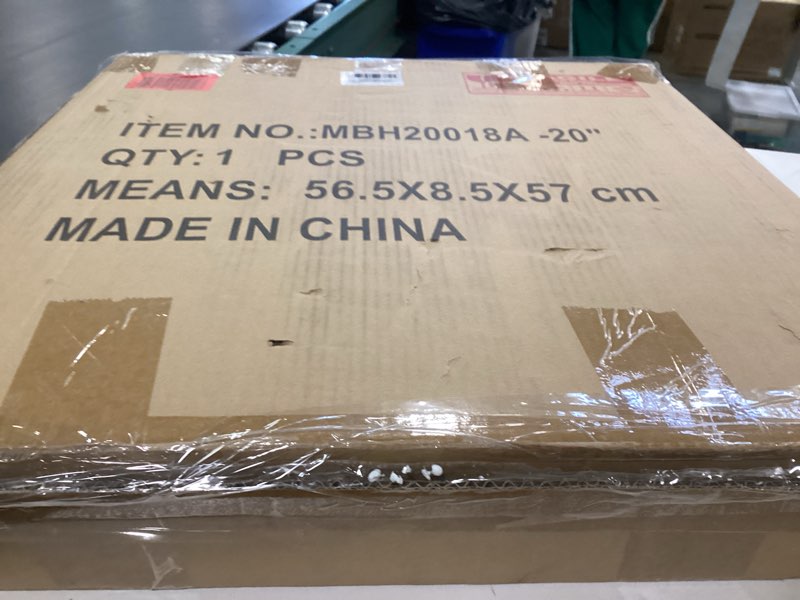 ITEM NO.:MBH20018A -20"
QTY: 1 PCS
MEANS: 56.5X8.5X57 cm
MADE IN CHINA